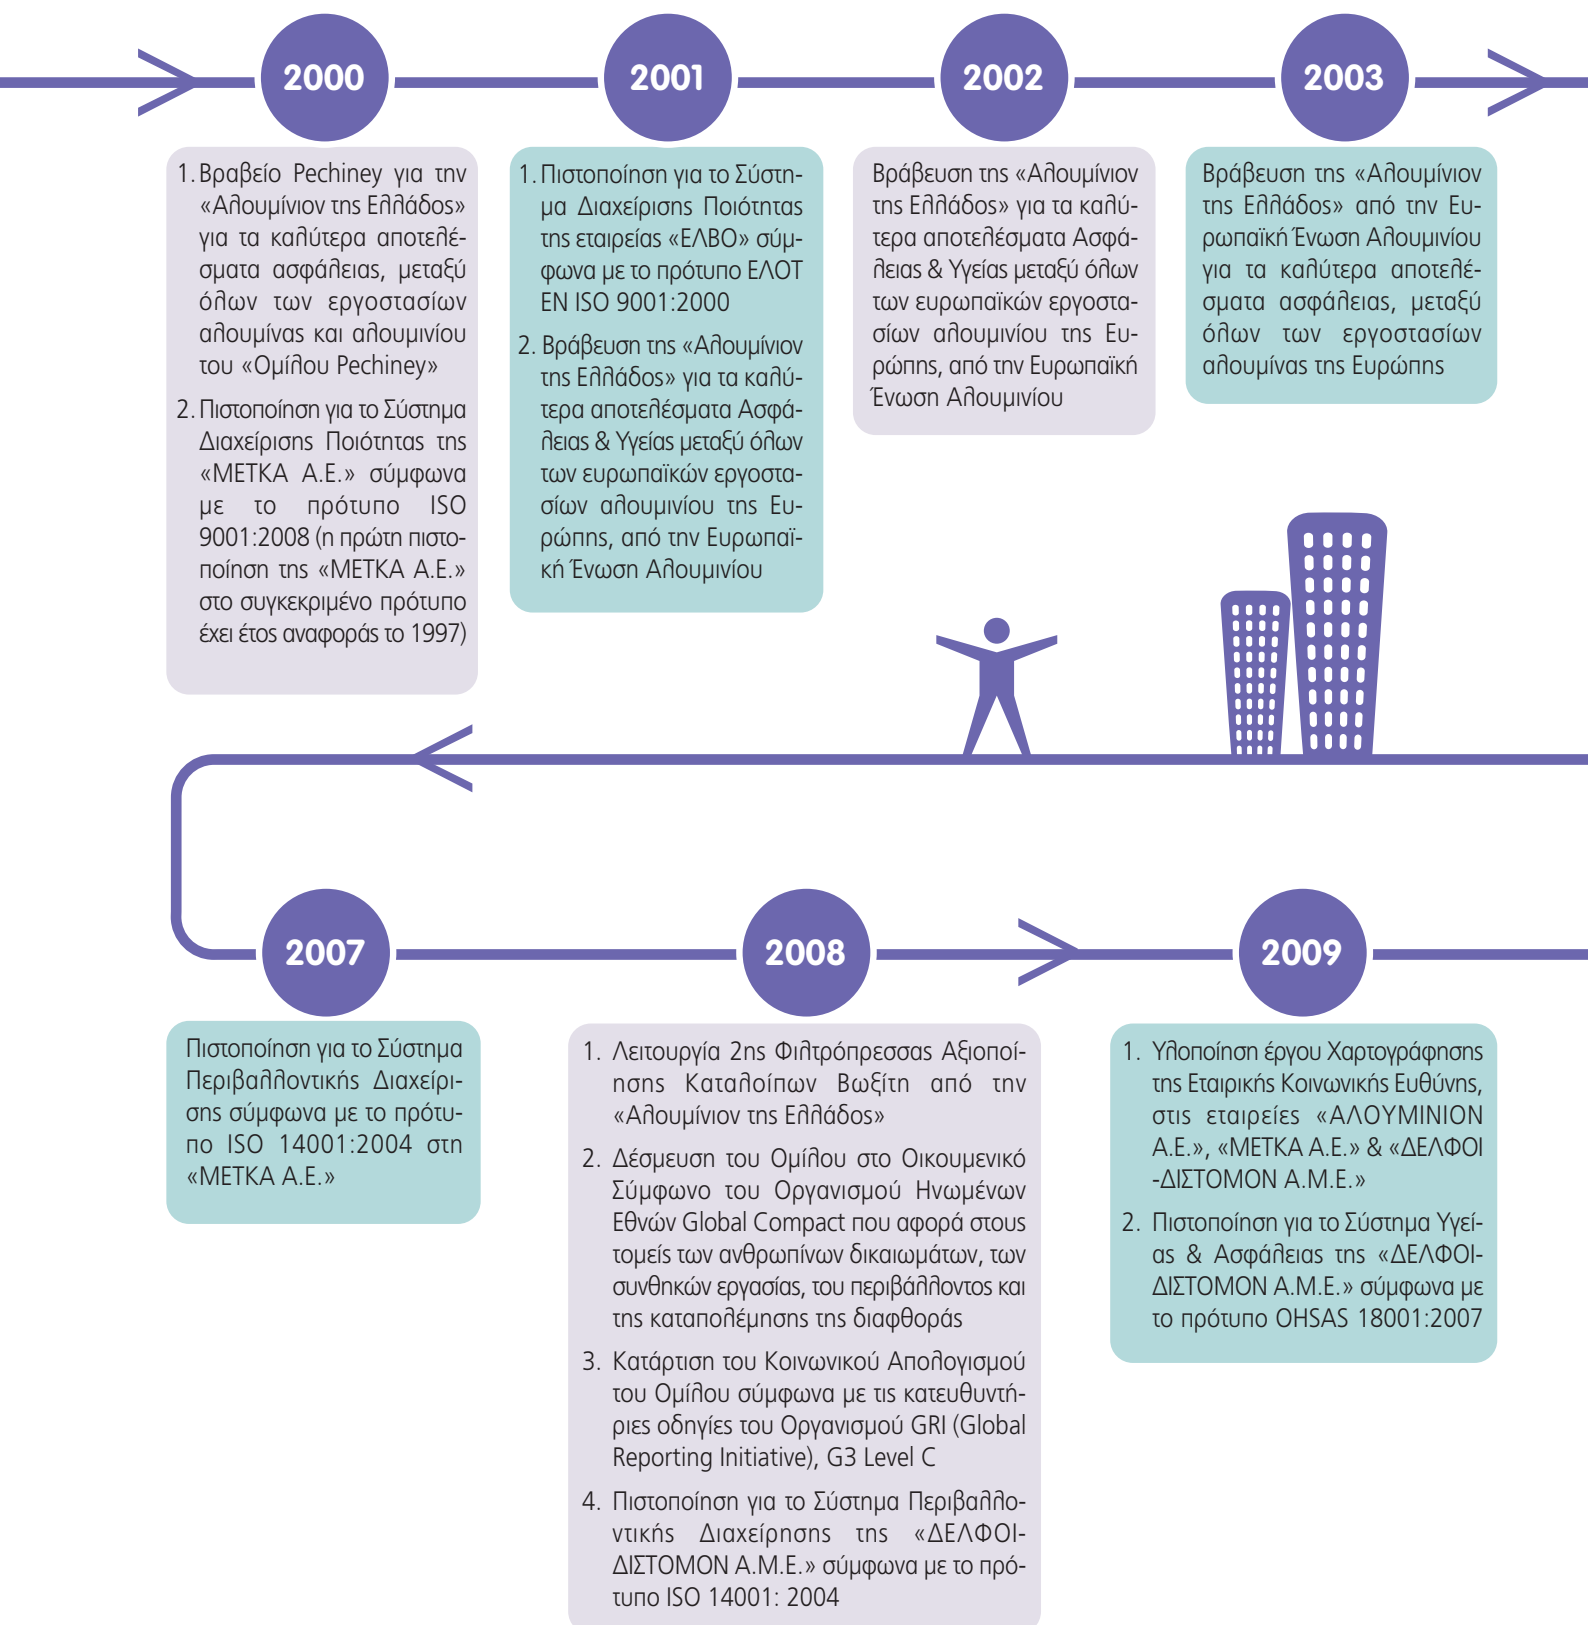 2000
1. Βραβείο Pechiney για την
«Αλουμίνιον της Ελλάδος»
για τα καλύτερα αποτελέ-
σματα ασφάλειας, μεταξύ
όλων των εργοστασίων
αλουμίνας και αλουμινίου
του «Ομίλου Pechiney»
2. Πιστοποίηση για το Σύστημα
Διαχείρισης Ποιότητας της
«ΜΕΤΚΑ Α.Ε.» σύμφωνα
με το πρότυπο ISO
9001:2008 (η πρώτη πιστο-
ποίηση της «ΜΕΤΚΑ Α.Ε.»
στο συγκεκριμένο πρότυπο
έχει έτος αναφοράς το 1997)
2001
1. Πιστοποίηση για το Σύστη-
μα Διαχείρισης Ποιότητας
της εταιρείας «ΕΛΒΟ» σύμ-
φωνα με το πρότυπο ΕΛΟΤ
EN ISO 9001:2000
2. Βράβευση της «Αλουμίνιον
της Ελλάδος» για τα καλύ-
τερα αποτελέσματα Ασφά-
λειας & Υγείας μεταξύ όλων
των ευρωπαϊκών εργοστα-
σίων αλουμινίου της Ευ-
ρώπης, από την Ευρωπαϊ-
κή Ένωση Αλουμινίου
2002
Βράβευση της «Αλουμίνιον
της Ελλάδος» για τα καλύ-
τερα αποτελέσματα Ασφά-
λειας & Υγείας μεταξύ όλων
των ευρωπαϊκών εργοστα-
σίων αλουμινίου της Ευ-
ρώπης, από την Ευρωπαϊκή
Ένωση Αλουμινίου
2003
Βράβευση της «Αλουμίνιον
της Ελλάδος» από την Ευ-
ρωπαϊκή Ένωση Αλουμινίου
για τα καλύτερα αποτελέ-
σματα ασφάλειας, μεταξύ
όλων των εργοστασίων
αλουμίνας της Ευρώπης
2007
Πιστοποίηση για το Σύστημα
Περιβαλλοντικής Διαχείρι-
σης σύμφωνα με το πρότυ-
πο ISO 14001:2004 στη
«ΜΕΤΚΑ Α.Ε.»
2008
1. Λειτουργία 2ης Φιλτρόπρεσσας Αξιοποί-
ησης Καταλοίπων Βωξίτη από την
«Αλουμίνιον της Ελλάδος»
2. Δέσμευση του Ομίλου στο Οικουμενικό
Σύμφωνο του Οργανισμού Ηνωμένων
Εθνών Global Compact που αφορά στους
τομείς των ανθρωπίνων δικαιωμάτων, των
συνθηκών εργασίας, του περιβάλλοντος και
της καταπολέμησης της διαφθοράς
3. Κατάρτιση του Κοινωνικού Απολογισμού
του Ομίλου σύμφωνα με τις κατευθυντή-
ριες οδηγίες του Οργανισμού GRI (Global
Reporting Initiative), G3 Level C
4. Πιστοποίηση για το Σύστημα Περιβαλλο-
ντικής Διαχείρησης της «ΔΕΛΦΟΙ-
ΔΙΣΤΟΜΟΝ Α.Μ.Ε.» σύμφωνα με το πρό-
τυπο ISO 14001: 2004
2009
1. Υλοποίηση έργου Χαρτογράφησης
της Εταιρικής Κοινωνικής Ευθύνης,
στις εταιρείες «ΑΛΟΥΜΙΝΙΟΝ
Α.Ε.», «ΜΕΤΚΑ Α.Ε.» & «ΔΕΛΦΟΙ
-ΔΙΣΤΟΜΟΝ Α.Μ.Ε.»
2. Πιστοποίηση για το Σύστημα Υγεί-
ας & Ασφάλειας της «ΔΕΛΦΟΙ-
ΔΙΣΤΟΜΟΝ Α.Μ.Ε.» σύμφωνα με
το πρότυπο OHSAS 18001:2007